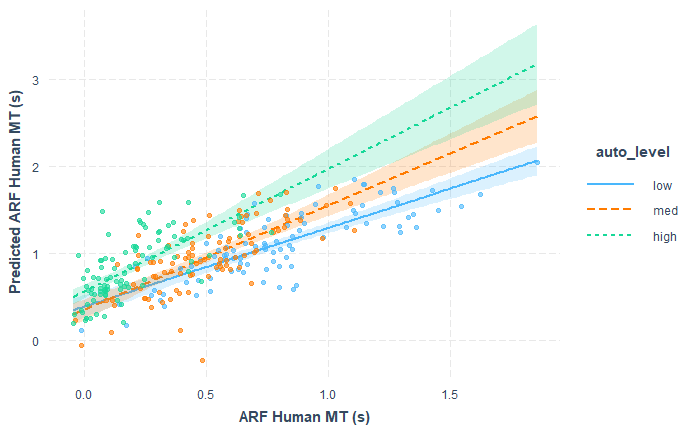 3
2
1
0
Predicted ARF Human MT (s)
0.0 0.5 1.0 1.5
ARF Human MT (s)
auto_level
low
med
high